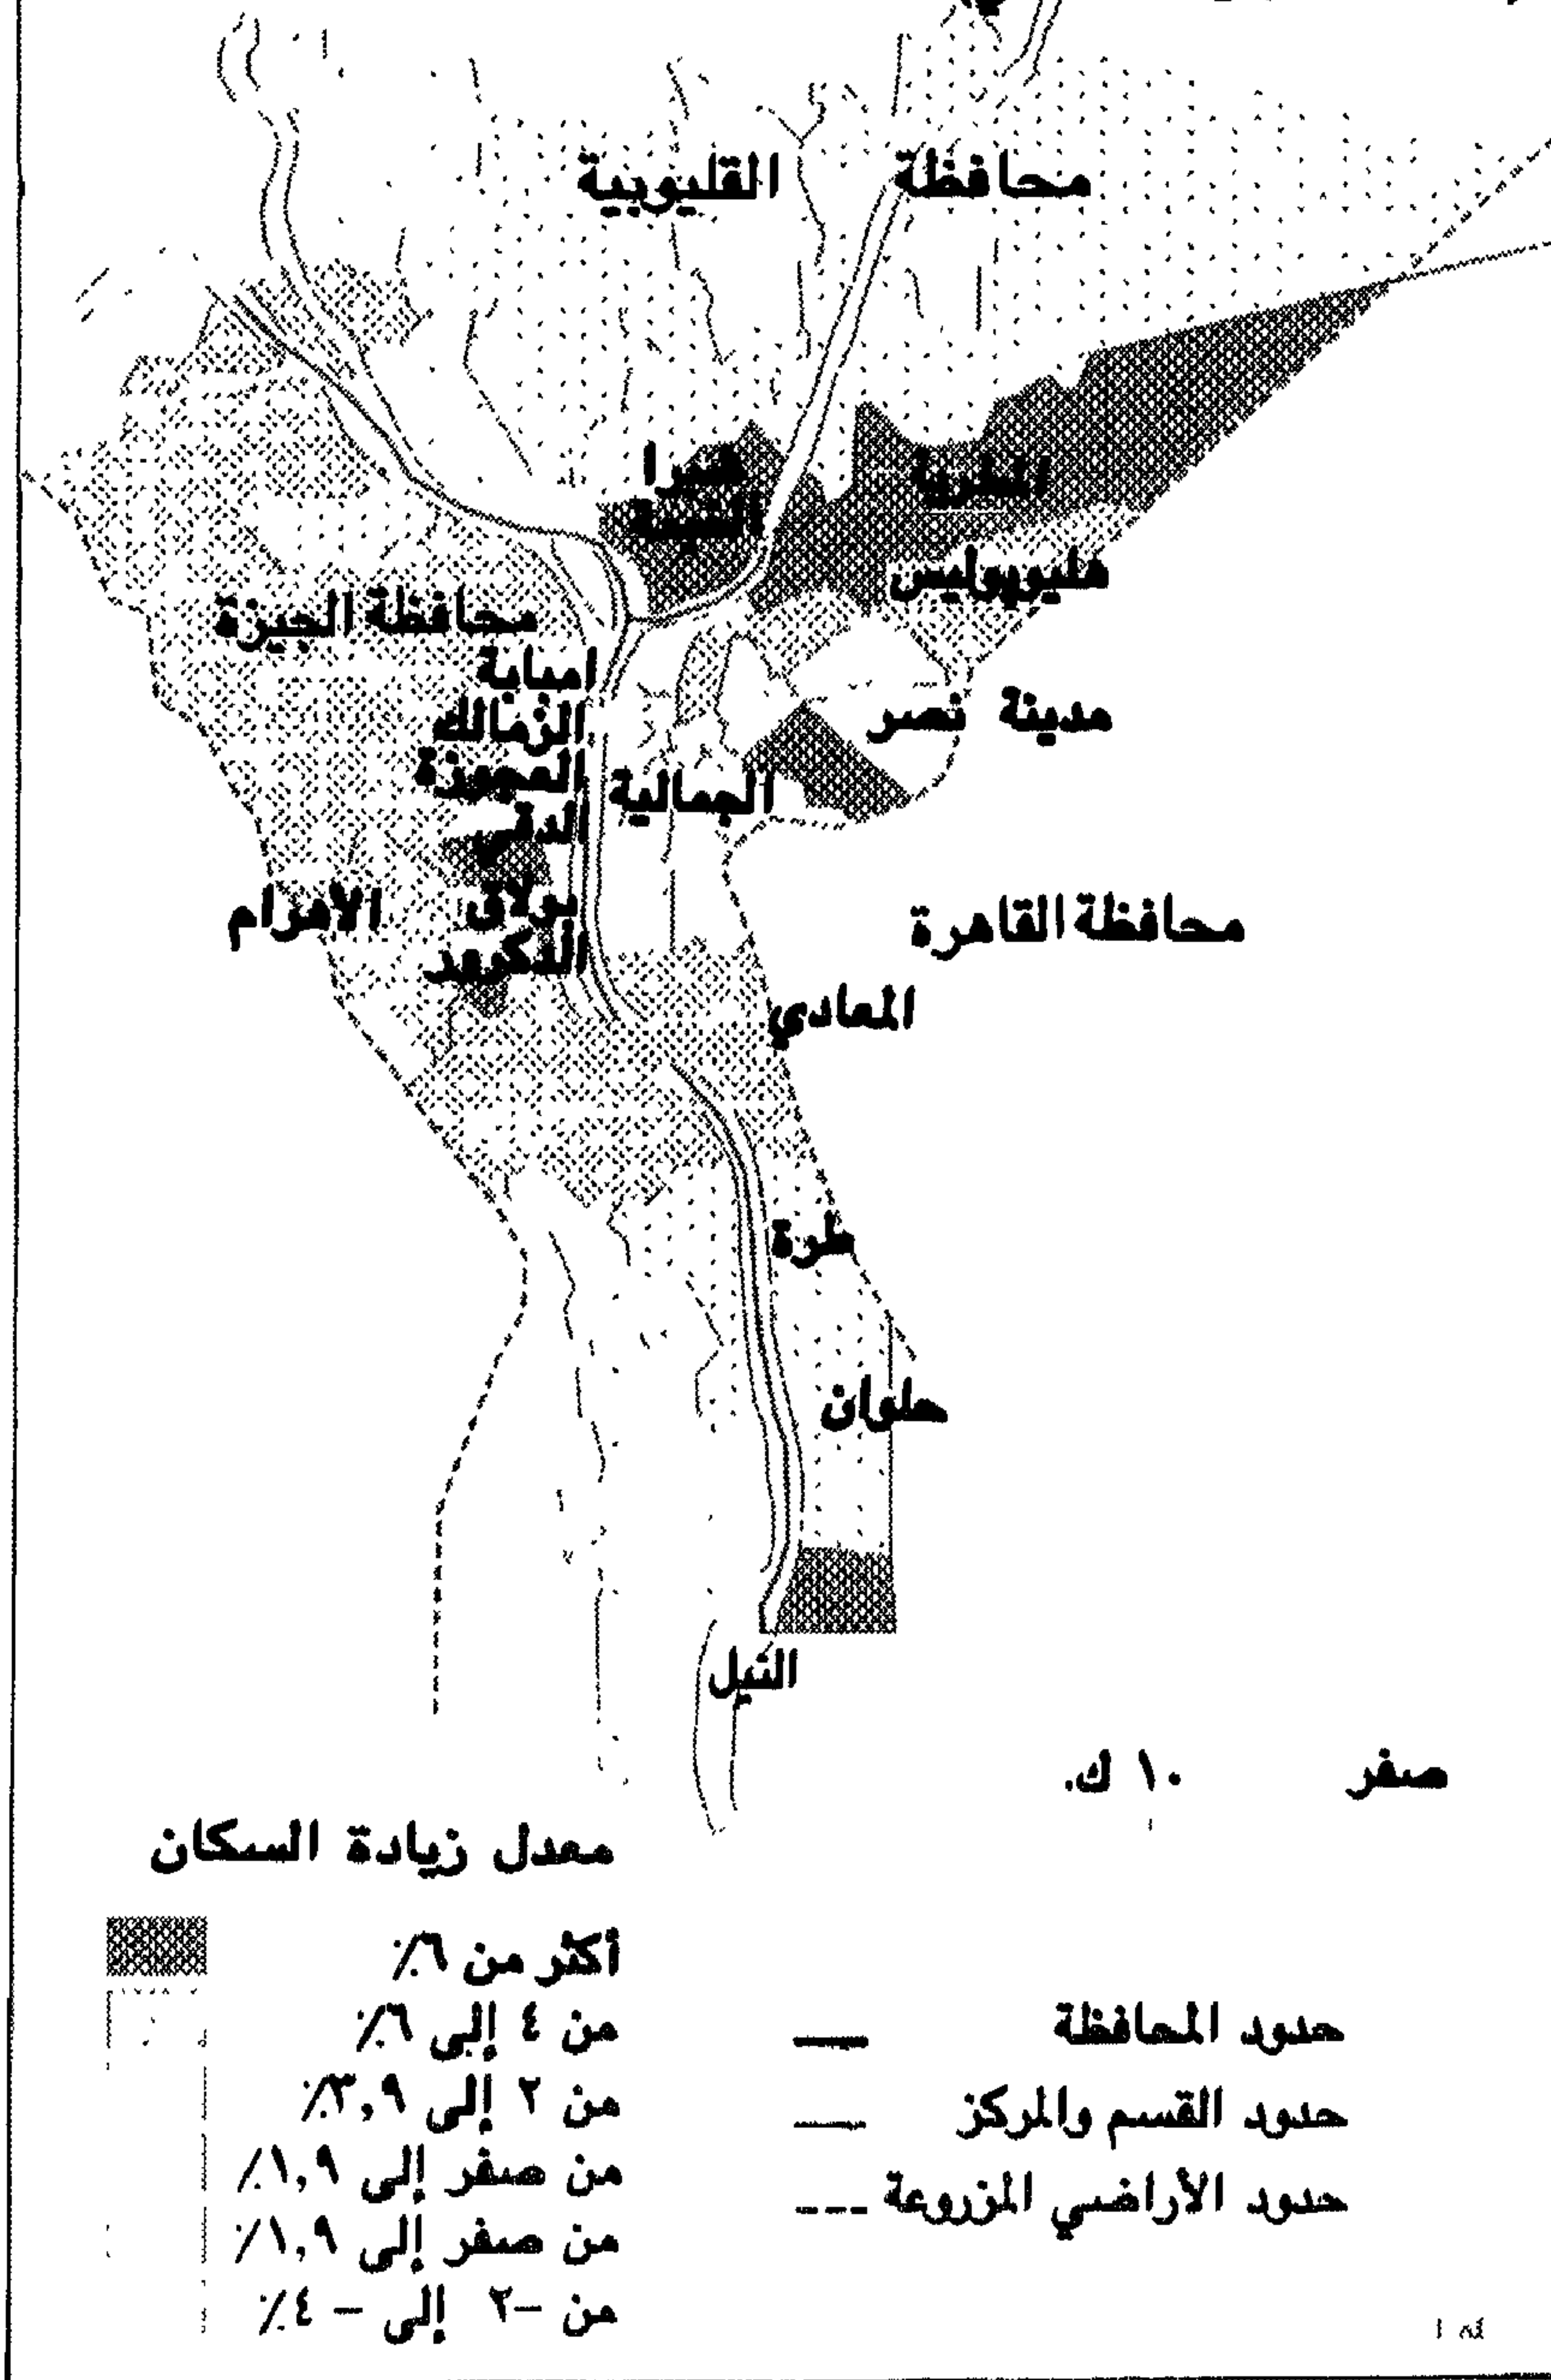 محافظة القليوبية
شبرا
الخيمة
المطرية
هليوبوليس
محافظة الجيزة
امبابة
الزمالك
العجوزة
الدقي
مدينة نصر
الجمالية
بولاق
الدكرور
الأهرام
محافظة القاهرة
المعادي
طرة
حلوان
النيل
صفر ١٠ ك.
معدل زيادة السكان
أكثر من ٦٪
من ٤ إلى ٦٪
من ٢ إلى ٣,٩٪
من صفر إلى ١,٩٪
من صفر إلى ١,٩٪
من –٢ إلى – ٤٪
حدود المحافظة
حدود القسم والمركز
حدود الأراضي المزروعة